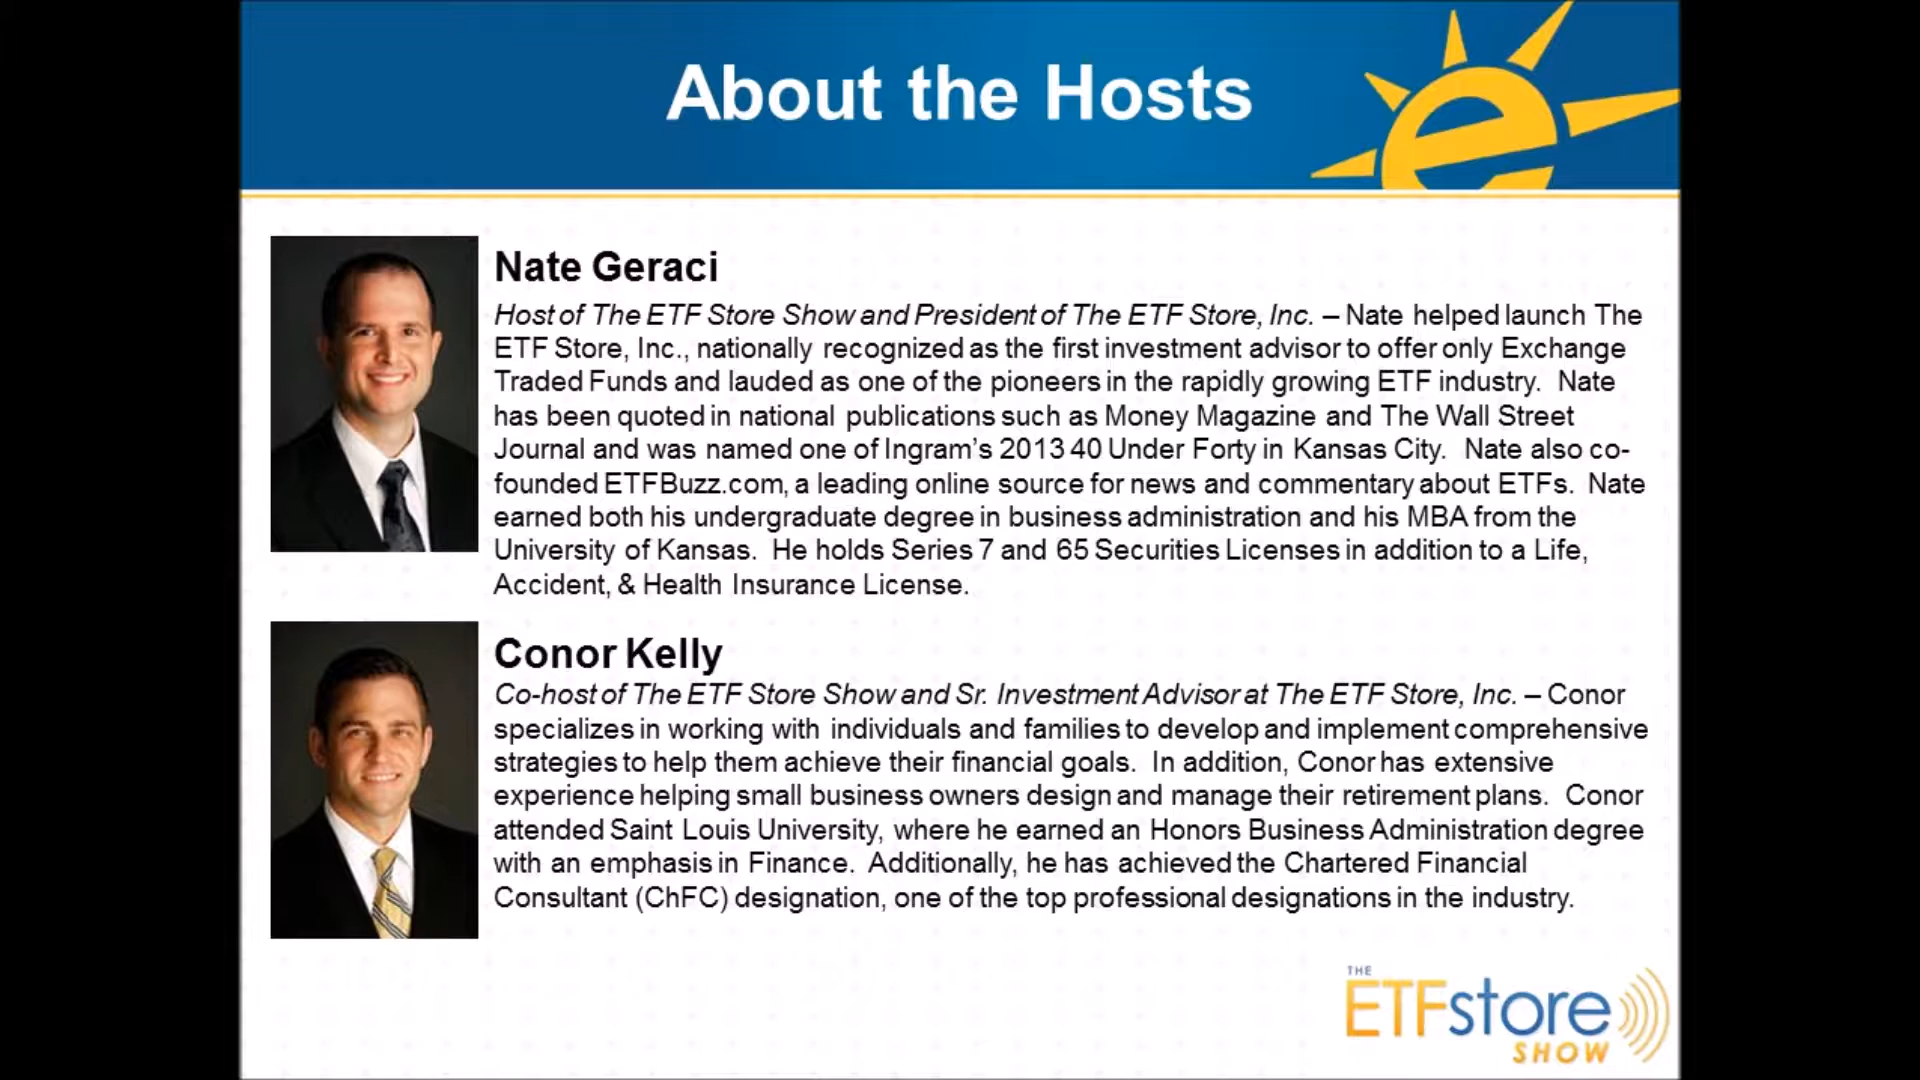 About the Hosts
Nate Geraci
Host of The ETF Store Show and President of The ETF Store, Inc. – Nate helped launch The
ETF Store, Inc., nationally recognized as the first investment advisor to offer only Exchange
Traded Funds and lauded as one of the pioneers in the rapidly growing ETF industry. Nate
has been quoted in national publications such as Money Magazine and The Wall Street
Journal and was named one of Ingram's 2013 40 Under Forty in Kansas City. Nate also co-
founded ETFBuzz.com, a leading online source for news and commentary about ETFs. Nate
earned both his undergraduate degree in business administration and his MBA from the
University of Kansas. He holds Series 7 and 65 Securities Licenses in addition to a Life,
Accident, & Health Insurance License.
Conor Kelly
Co-host of The ETF Store Show and Sr. Investment Advisor at The ETF Store, Inc. – Conor
specializes in working with individuals and families to develop and implement comprehensive
strategies to help them achieve their financial goals. In addition, Conor has extensive
experience helping small business owners design and manage their retirement plans. Conor
attended Saint Louis University, where he earned an Honors Business Administration degree
with an emphasis in Finance. Additionally, he has achieved the Chartered Financial
Consultant (ChFC) designation, one of the top professional designations in the industry.
THE
ETFstore
SHOW